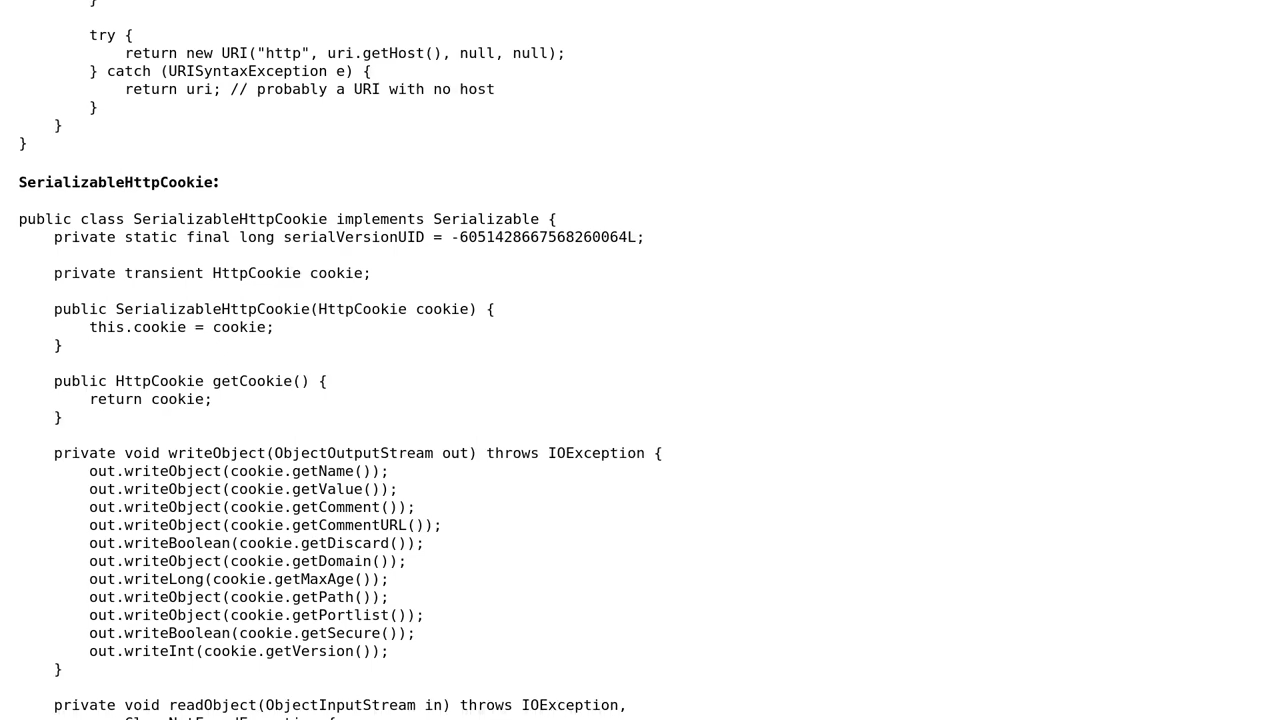 }
        try {
            return new URI("http", uri.getHost(), null, null);
        } catch (URISyntaxException e) {
            return uri; // probably a URI with no host
        }
    }
}
SerializableHttpCookie:
public class SerializableHttpCookie implements Serializable {
    private static final long serialVersionUID = -6051428667568260064L;
    private transient HttpCookie cookie;
    public SerializableHttpCookie(HttpCookie cookie) {
        this.cookie = cookie;
    }
    public HttpCookie getCookie() {
        return cookie;
    }
    private void writeObject(ObjectOutputStream out) throws IOException {
        out.writeObject(cookie.getName());
        out.writeObject(cookie.getValue());
        out.writeObject(cookie.getComment());
        out.writeObject(cookie.getCommentURL());
        out.writeBoolean(cookie.getDiscard());
        out.writeObject(cookie.getDomain());
        out.writeLong(cookie.getMaxAge());
        out.writeObject(cookie.getPath());
        out.writeObject(cookie.getPortlist());
        out.writeBoolean(cookie.getSecure());
        out.writeInt(cookie.getVersion());
    }
    private void readObject(ObjectInputStream in) throws IOException,
            ClassNotFoundException {